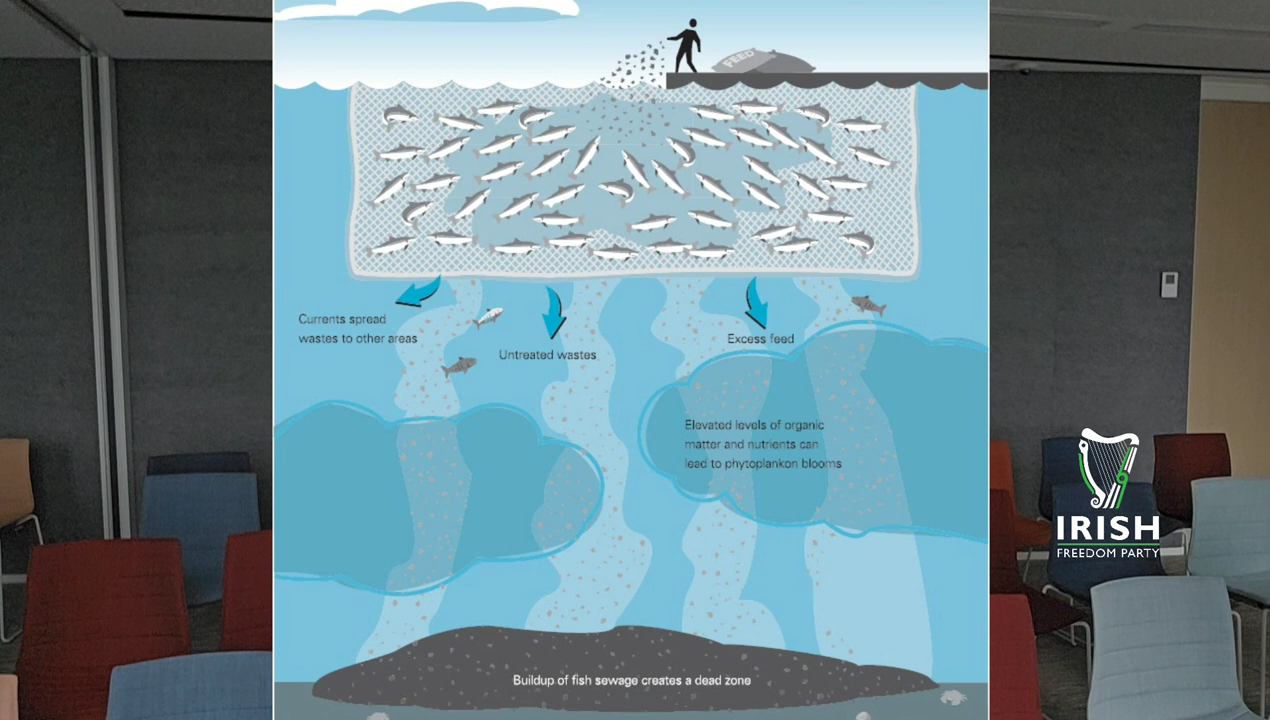 FEED
Currents spread
wastes to other areas
Untreated wastes
Excess feed
Elevated levels of organic
matter and nutrients can
lead to phytoplankon blooms
IRISH
FREEDOM PARTY
Buildup of fish sewage creates a dead zone